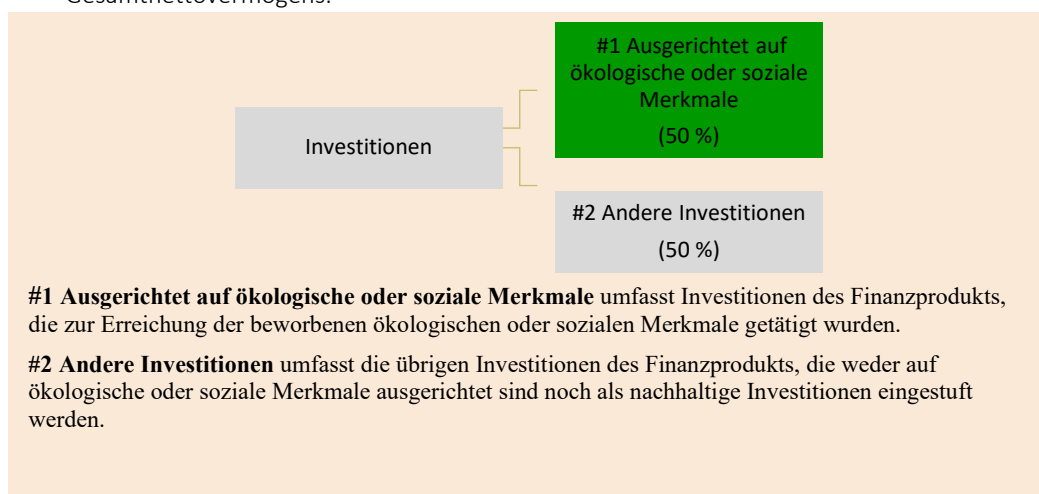 Gesamtnettovermögens.
#1 Ausgerichtet auf
ökologische oder soziale
Merkmale
(50 %)
Investitionen
#2 Andere Investitionen
(50 %)
#1 Ausgerichtet auf ökologische oder soziale Merkmale umfasst Investitionen des Finanzprodukts,
die zur Erreichung der beworbenen ökologischen oder sozialen Merkmale getätigt wurden.
#2 Andere Investitionen umfasst die übrigen Investitionen des Finanzprodukts, die weder auf
ökologische oder soziale Merkmale ausgerichtet sind noch als nachhaltige Investitionen eingestuft
werden.